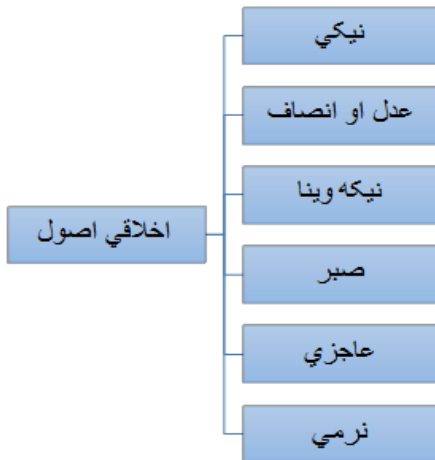 نيکي
عدل او انصاف
نيکه وينا
اخلاقي اصول
صبر
عاجزي
نرمي